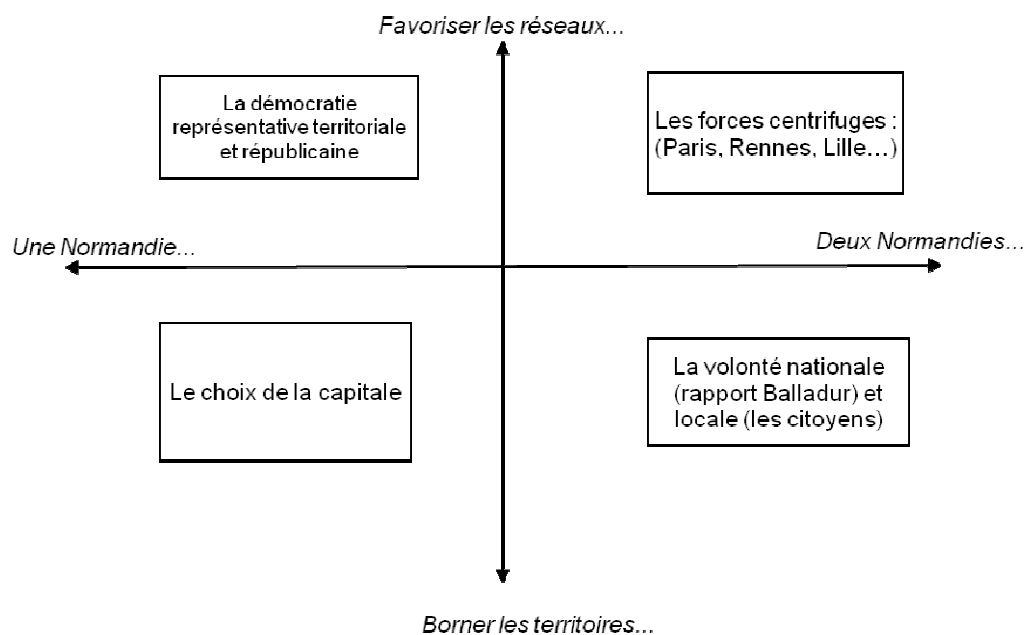 Favoriser les réseaux...
La démocratie
représentative territoriale
et républicaine
Les forces centrifuges :
(Paris, Rennes, Lille...)
Une Normandie...
Deux Normandies...
Le choix de la capitale
La volonté nationale
(rapport Balladur) et
locale (les citoyens)
Borner les territoires...